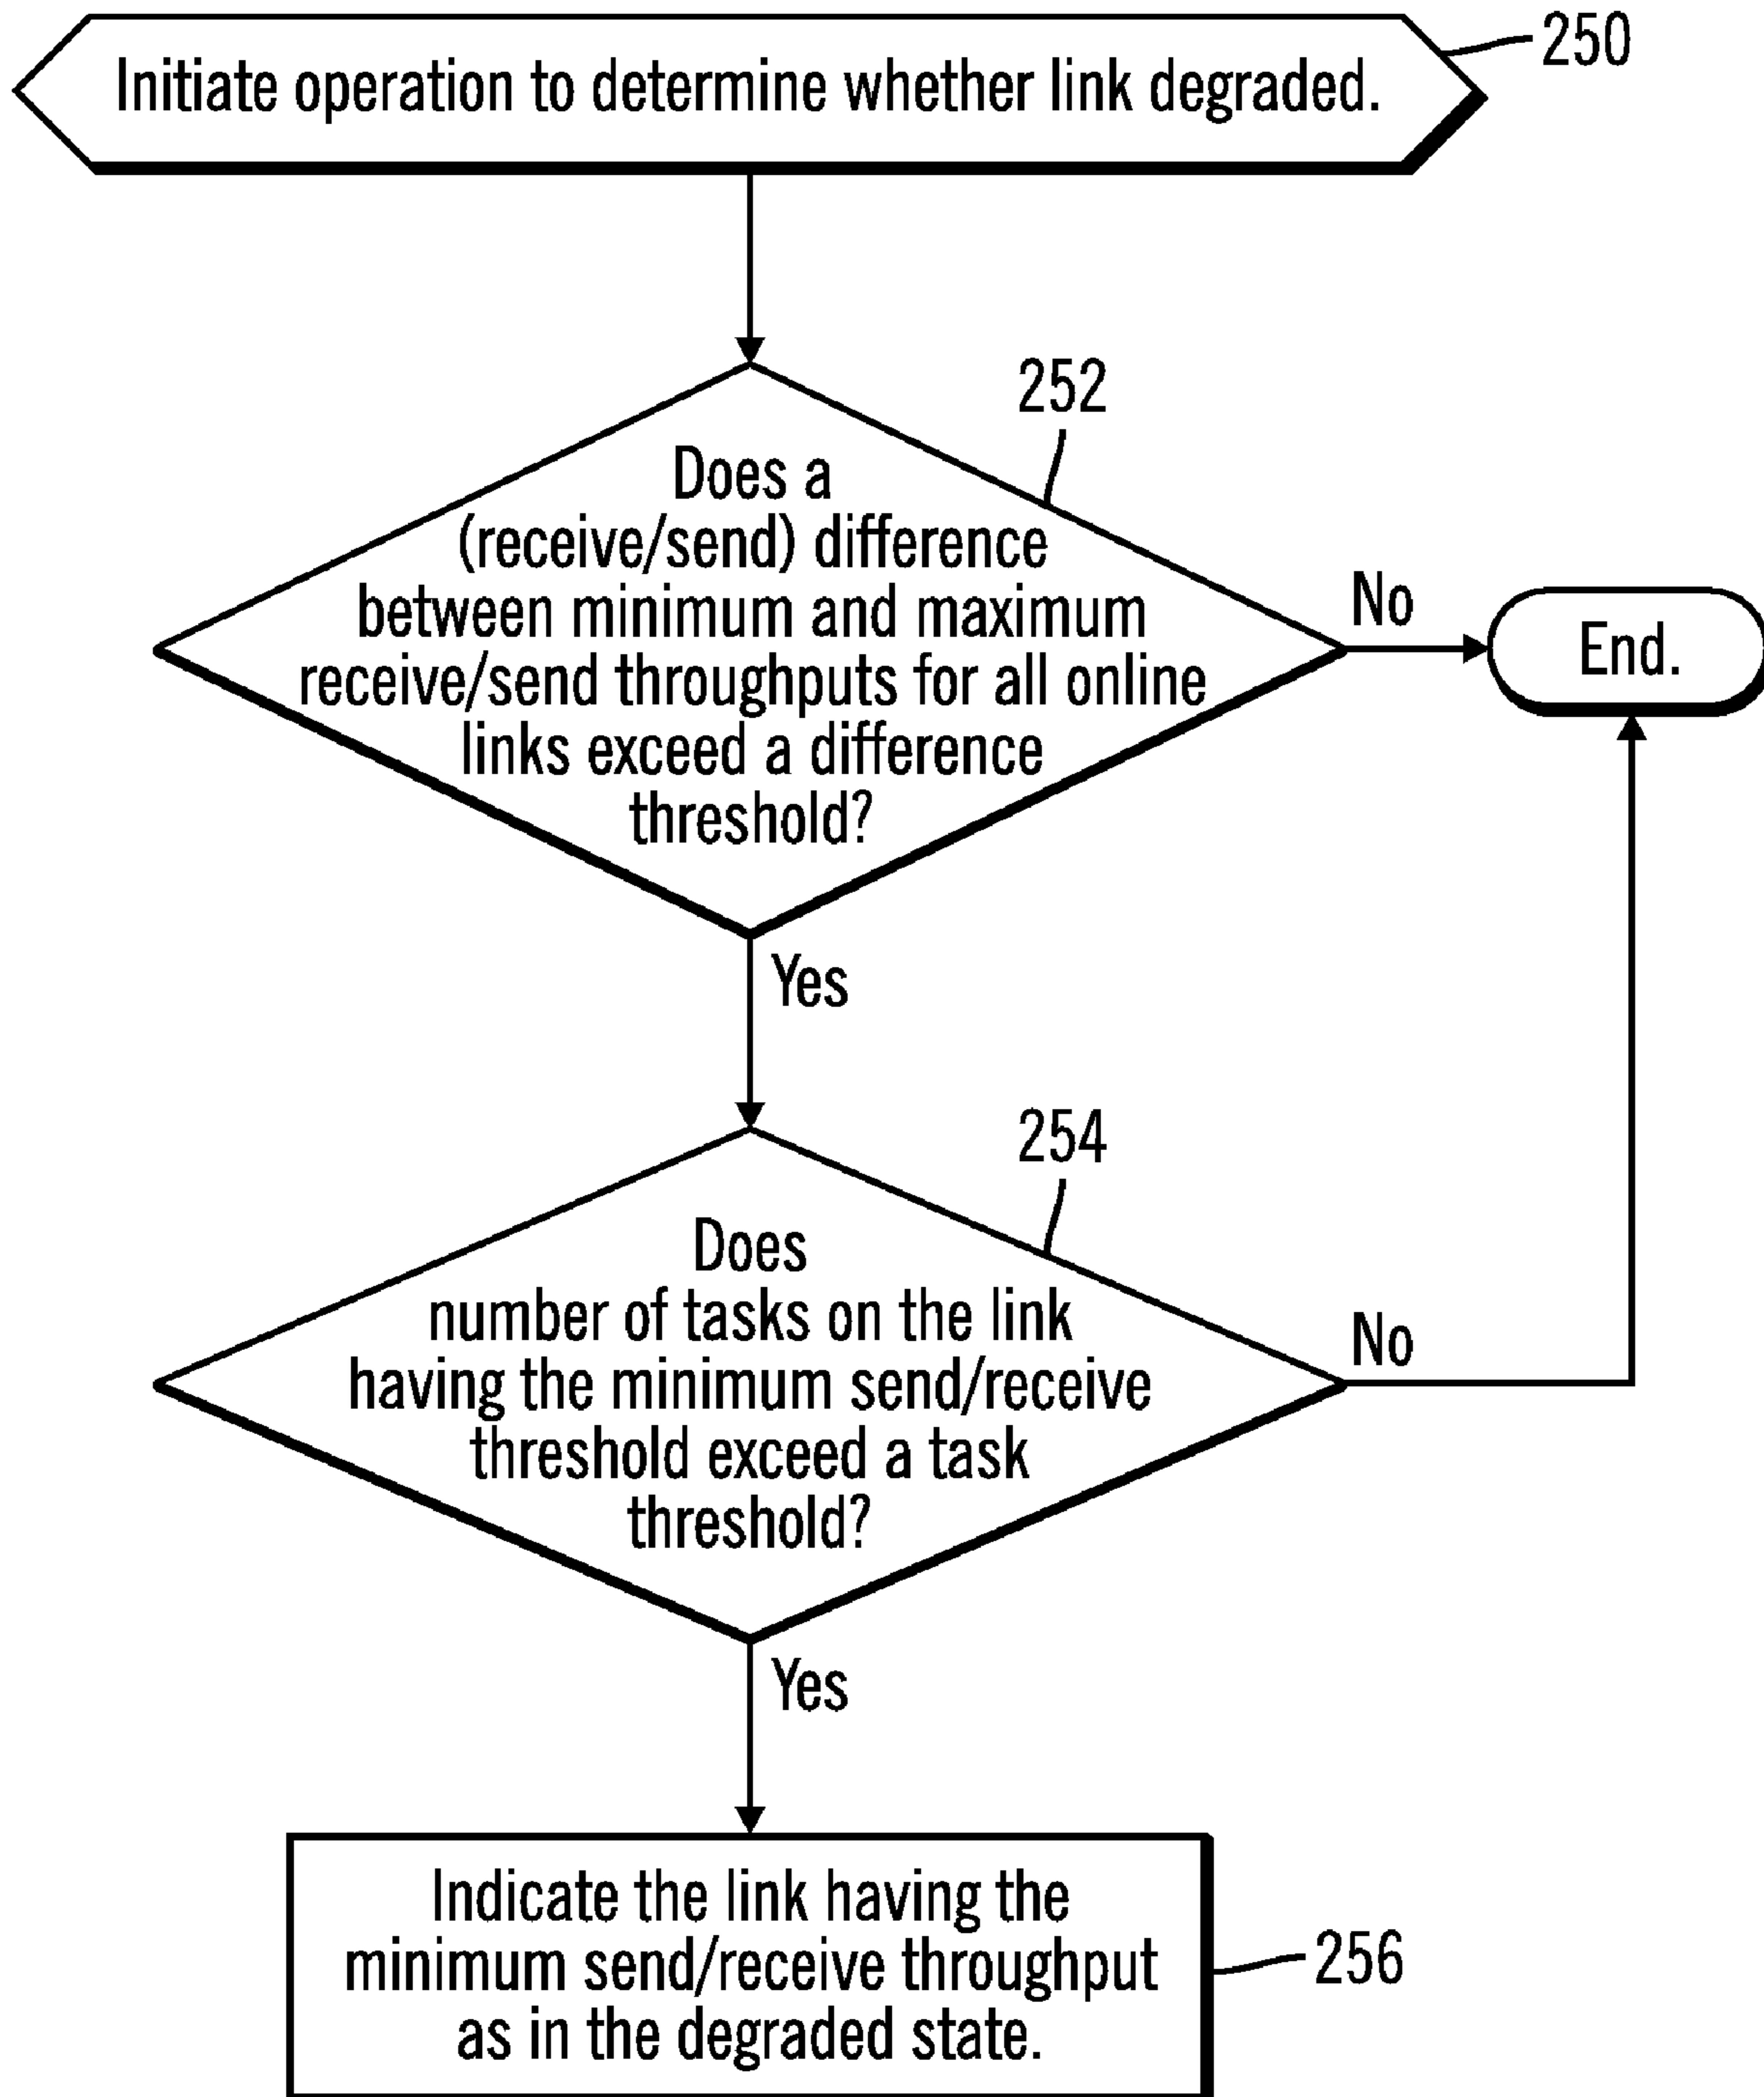 Initiate operation to determine whether link degraded.
250
252
Does a
(receive/send) difference
between minimum and maximum
receive/send throughputs for all online
links exceed a difference
threshold?
No
End.
Yes
254
Does
number of tasks on the link
having the minimum send/receive
threshold exceed a task
threshold?
No
Yes
Indicate the link having the
minimum send/receive throughput
as in the degraded state.
256